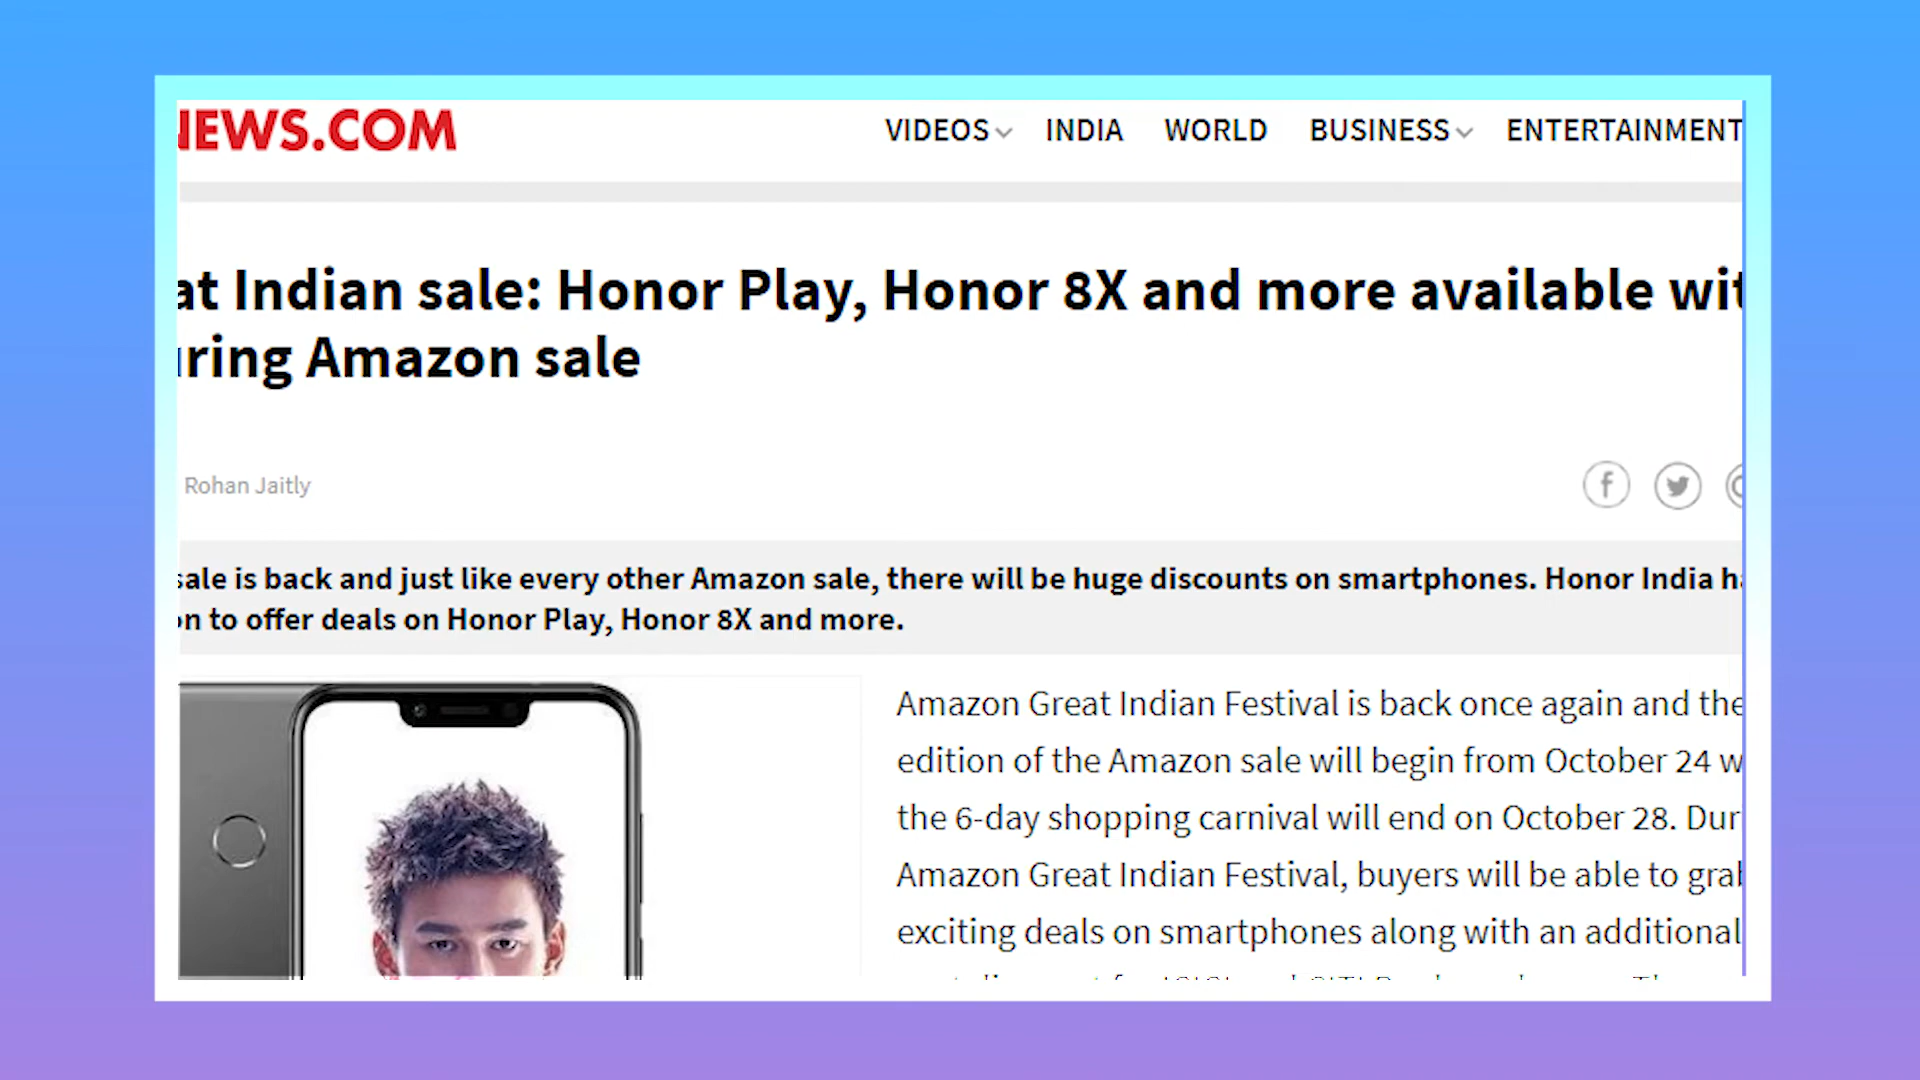 NEWS.COM
VIDEOS INDIA WORLD BUSINESS ENTERTAINMENT
at Indian sale: Honor Play, Honor 8X and more available wit
uring Amazon sale
Rohan Jaitly
sale is back and just like every other Amazon sale, there will be huge discounts on smartphones. Honor India ha
on to offer deals on Honor Play, Honor 8X and more.
Amazon Great Indian Festival is back once again and the
edition of the Amazon sale will begin from October 24 w
the 6-day shopping carnival will end on October 28. Dur
Amazon Great Indian Festival, buyers will be able to grab
exciting deals on smartphones along with an additional